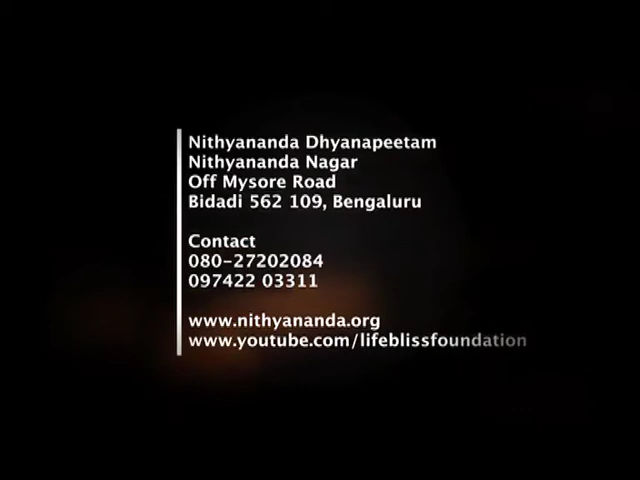 Nithyananda Dhyanapeetam
Nithyananda Nagar
Off Mysore Road
Bidadi 562 109, Bengaluru
Contact
080-27202084
097422 03311
www.nithyananda.org
www.youtube.com/lifeblissfoundation